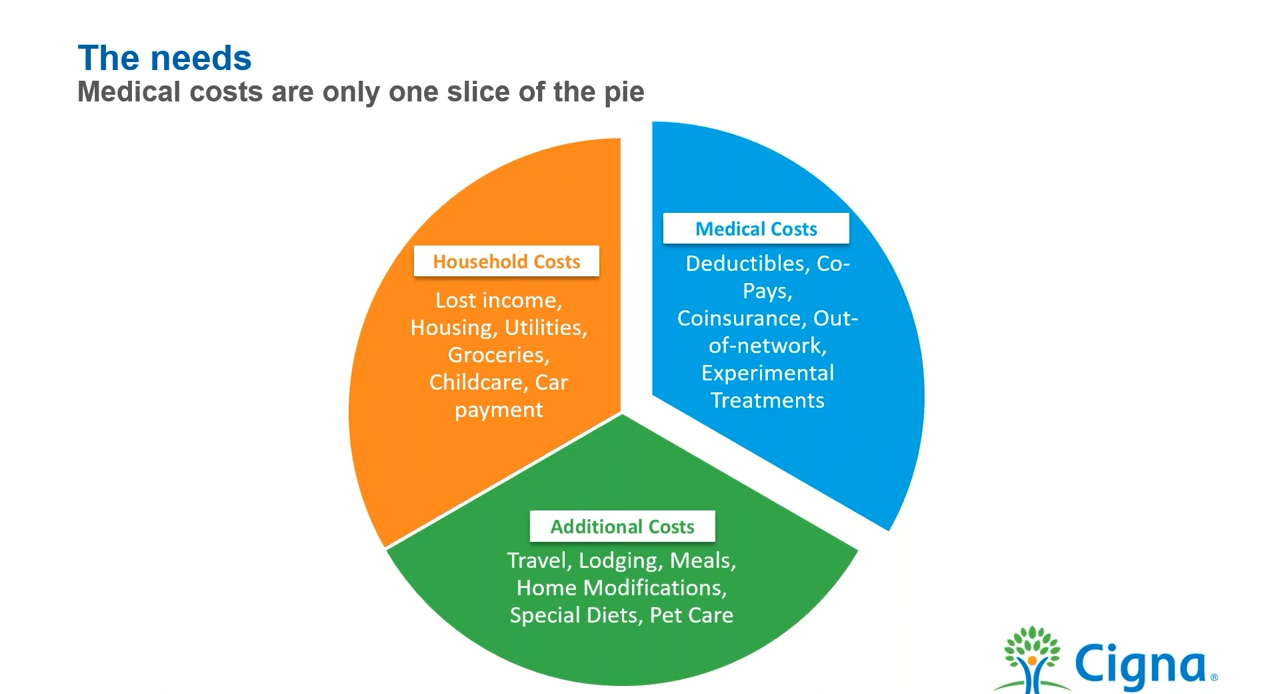 The needs
Medical costs are only one slice of the pie
Household Costs
Lost income,
Housing, Utilities,
Groceries,
Childcare, Car
payment
Medical Costs
Deductibles, Co-
Pays,
Coinsurance, Out-
of-network,
Experimental
Treatments
Additional Costs
Travel, Lodging, Meals,
Home Modifications,
Special Diets, Pet Care
Cigna®